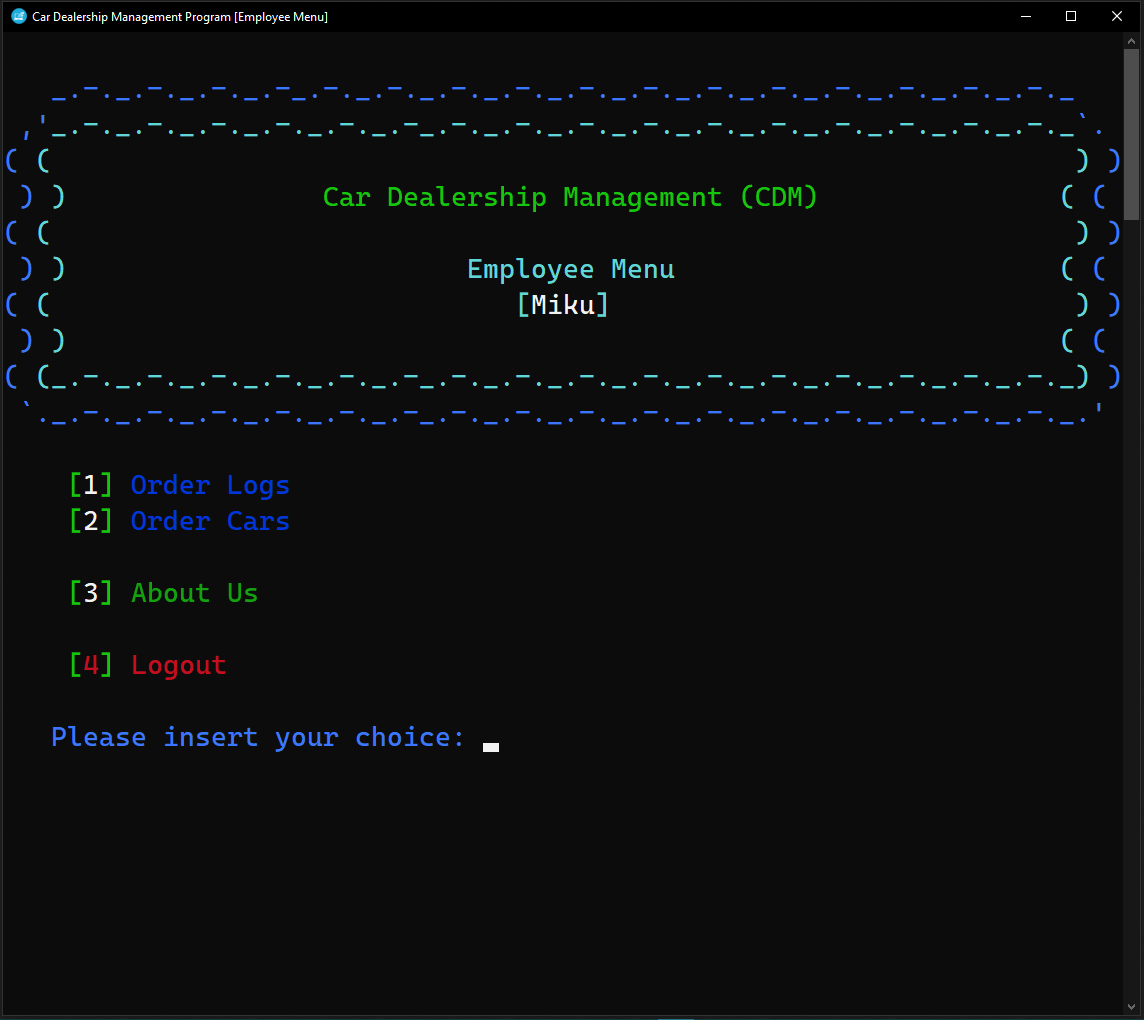 Car Dealership Management Program [Employee Menu]
Car Dealership Management (CDM)
Employee Menu
[Miku]
[1] Order Logs
[2] Order Cars
[3] About Us
[4] Logout
Please insert your choice: